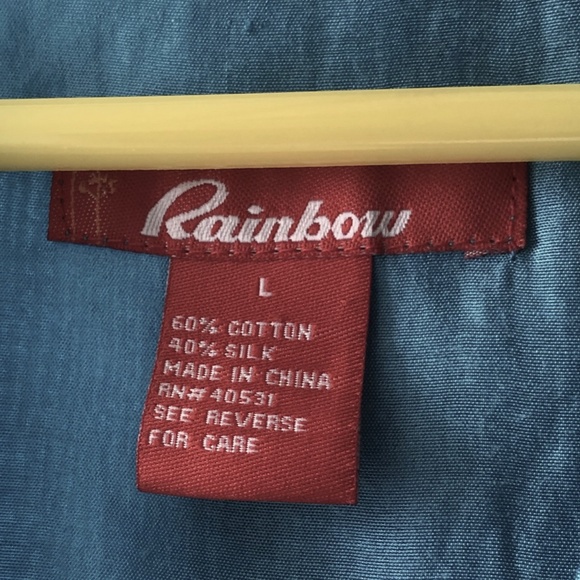 Rainbow
L
60% COTTON
40% SILK
MADE IN CHINA
RN# 40531
SEE REVERSE
FOR CARE